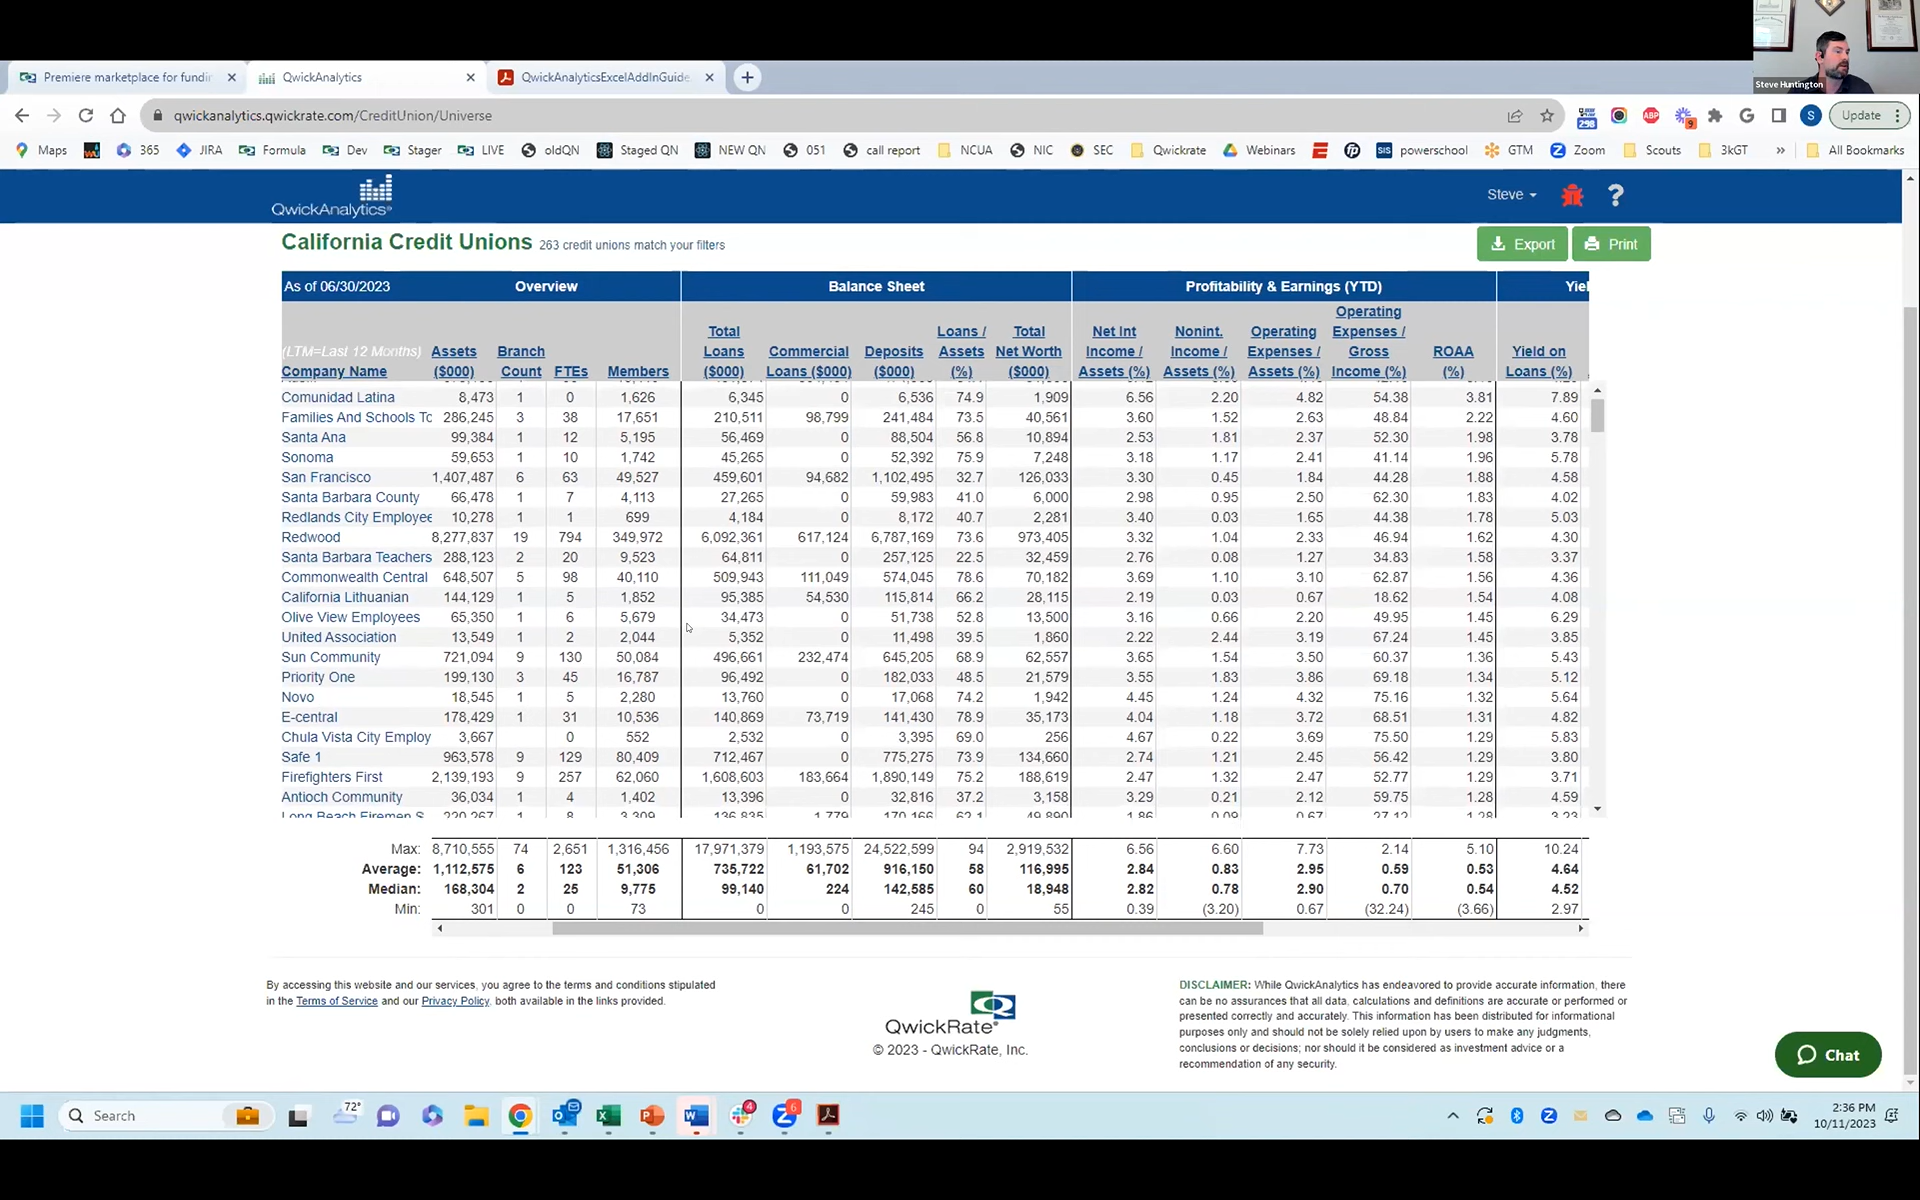 Steve Huntington
Premiere marketplace for fundin
QwickAnalytics
QwickAnalyticsExcelAddInGuide
qwickanalytics.qwickrate.com/CreditUnion/Universe
298
ABP
9
G
S
Update
Maps
365
JIRA
Formula
Dev
Stager
LIVE
oldQN
Staged QN
NEW QN
051
call report
NCUA
NIC
SEC
Qwickrate
Webinars
SIS
powerschool
GTM
Zoom
Scouts
3kGT
»
All Bookmarks
QwickAnalytics®
Steve
?
California Credit Unions 263 credit unions match your filters
Export
Print
As of 06/30/2023 Overview Balance Sheet Profitability & Earnings (YTD) Yiel
(LTM=Last 12 Months) Company Name Assets ($000) Branch Count FTEs Members Total Loans ($000) Commercial Loans ($000) Deposits ($000) Loans / Assets (%) Total Net Worth ($000) Net Int Income / Assets (%) Nonint. Income / Assets (%) Operating Expenses / Assets (%) Operating Expenses / Gross Income (%) ROAA (%) Yield on Loans (%)
Comunidad Latina 8,473 1 0 1,626 6,345 0 6,536 74.9 1,909 6.56 2.20 4.82 54.38 3.81 7.89
Families And Schools To 286,245 3 38 17,651 210,511 98,799 241,484 73.5 40,561 3.60 1.52 2.63 48.84 2.22 4.60
Santa Ana 99,384 1 12 5,195 56,469 0 88,504 56.8 10,894 2.53 1.81 2.37 52.30 1.98 3.78
Sonoma 59,653 1 10 1,742 45,265 0 52,392 75.9 7,248 3.18 1.17 2.41 41.14 1.96 5.78
San Francisco 1,407,487 6 63 49,527 459,601 94,682 1,102,495 32.7 126,033 3.30 0.45 1.84 44.28 1.88 4.58
Santa Barbara County 66,478 1 7 4,113 27,265 0 59,983 41.0 6,000 2.98 0.95 2.50 62.30 1.83 4.02
Redlands City Employee 10,278 1 1 699 4,184 0 8,172 40.7 2,281 3.40 0.03 1.65 44.38 1.78 5.03
Redwood 8,277,837 19 794 349,972 6,092,361 617,124 6,787,169 73.6 973,405 3.32 1.04 2.33 46.94 1.62 4.30
Santa Barbara Teachers 288,123 2 20 9,523 64,811 0 257,125 22.5 32,459 2.76 0.08 1.27 34.83 1.58 3.37
Commonwealth Central 648,507 5 98 40,110 509,943 111,049 574,045 78.6 70,182 3.69 1.10 3.10 62.87 1.56 4.36
California Lithuanian 144,129 1 5 1,852 95,385 54,530 115,814 66.2 28,115 2.19 0.03 0.67 18.62 1.54 4.08
Olive View Employees 65,350 1 6 5,679 34,473 0 51,738 52.8 13,500 3.16 0.66 2.20 49.95 1.45 6.29
United Association 13,549 1 2 2,044 5,352 0 11,498 39.5 1,860 2.22 2.44 3.19 67.24 1.45 3.85
Sun Community 721,094 9 130 50,084 496,661 232,474 645,205 68.9 62,557 3.65 1.54 3.50 60.37 1.36 5.43
Priority One 199,130 3 45 16,787 96,492 0 182,033 48.5 21,579 3.55 1.83 3.86 69.18 1.34 5.12
Novo 18,545 1 5 2,280 13,760 0 17,068 74.2 1,942 4.45 1.24 4.32 75.16 1.32 5.64
E-central 178,429 1 31 10,536 140,869 73,719 141,430 78.9 35,173 4.04 1.18 3.72 68.51 1.31 4.82
Chula Vista City Employ 3,667 0 552 2,532 0 3,395 69.0 256 4.67 0.22 3.69 75.50 1.29 5.83
Safe 1 963,578 9 129 80,409 712,467 0 775,275 73.9 134,660 2.74 1.21 2.45 56.42 1.29 3.80
Firefighters First 2,139,193 9 257 62,060 1,608,603 183,664 1,890,149 75.2 188,619 2.47 1.32 2.47 52.77 1.29 3.71
Antioch Community 36,034 1 4 1,402 13,396 0 32,816 37.2 3,158 3.29 0.21 2.12 59.75 1.28 4.59
Long Beach Firemen S 220,267 1 8 3,309 136,835 1,779 170,166 62.1 49,890 1.86 0.09 0.67 27.12 1.28 3.23
Max: 8,710,555 74 2,651 1,316,456 17,971,379 1,193,575 24,522,599 94 2,919,532 6.56 6.60 7.73 2.14 5.10 10.24
Average: 1,112,575 6 123 51,306 735,722 61,702 916,150 58 116,995 2.84 0.83 2.95 0.59 0.53 4.64
Median: 168,304 2 25 9,775 99,140 224 142,585 60 18,948 2.82 0.78 2.90 0.70 0.54 4.52
Min: 301 0 0 73 0 0 245 0 55 0.39 (3.20) 0.67 (32.24) (3.66) 2.97
By accessing this website and our services, you agree to the terms and conditions stipulated
in the Terms of Service and our Privacy Policy, both available in the links provided.
QwickRate®
© 2023 - QwickRate, Inc.
DISCLAIMER: While QwickAnalytics has endeavored to provide accurate information, there
can be no assurances that all data, calculations and definitions are accurate or performed or
presented correctly and accurately. This information has been distributed for informational
purposes only and should not be solely relied upon by users to make any judgments,
conclusions or decisions; nor should it be considered as investment advice or a
recommendation of any security.
Chat
Search
72°
4
6
2:36 PM
10/11/2023